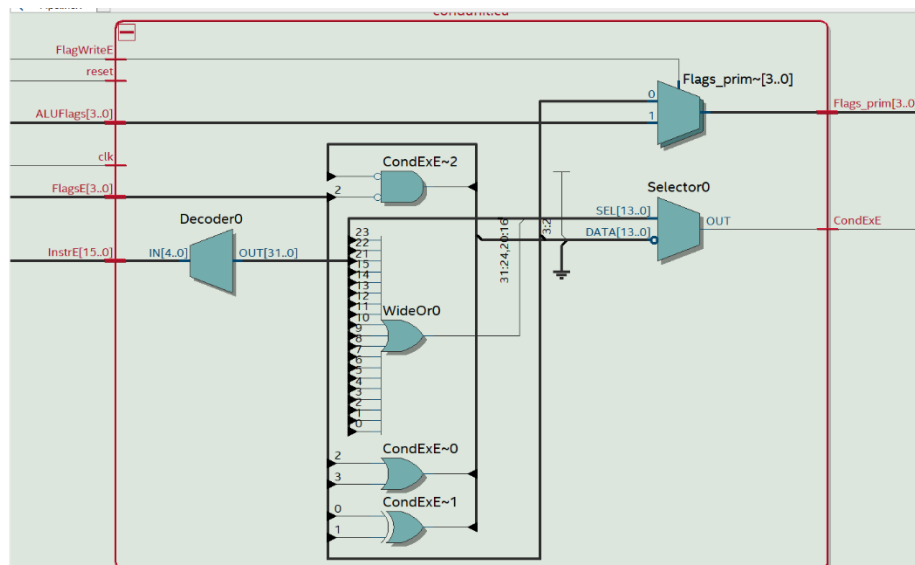 FlagWriteE
reset
ALUFlags[3..0]
clk
FlagsE[3..0]
InstrE[15..0]
Decoder0
IN[4..0]
OUT[31..0]
CondExE~2
2
23
22
21
15
14
13
12
11
10
9
8
7
6
5
4
3
2
1
0
WideOr0
CondExE~0
2
3
CondExE~1
0
1
31:24,20:16
3:2
Flags_prim~[3..0]
0
1
Selector0
SEL[13..0]
DATA[13..0]
OUT
Flags_prim[3..0
CondExE